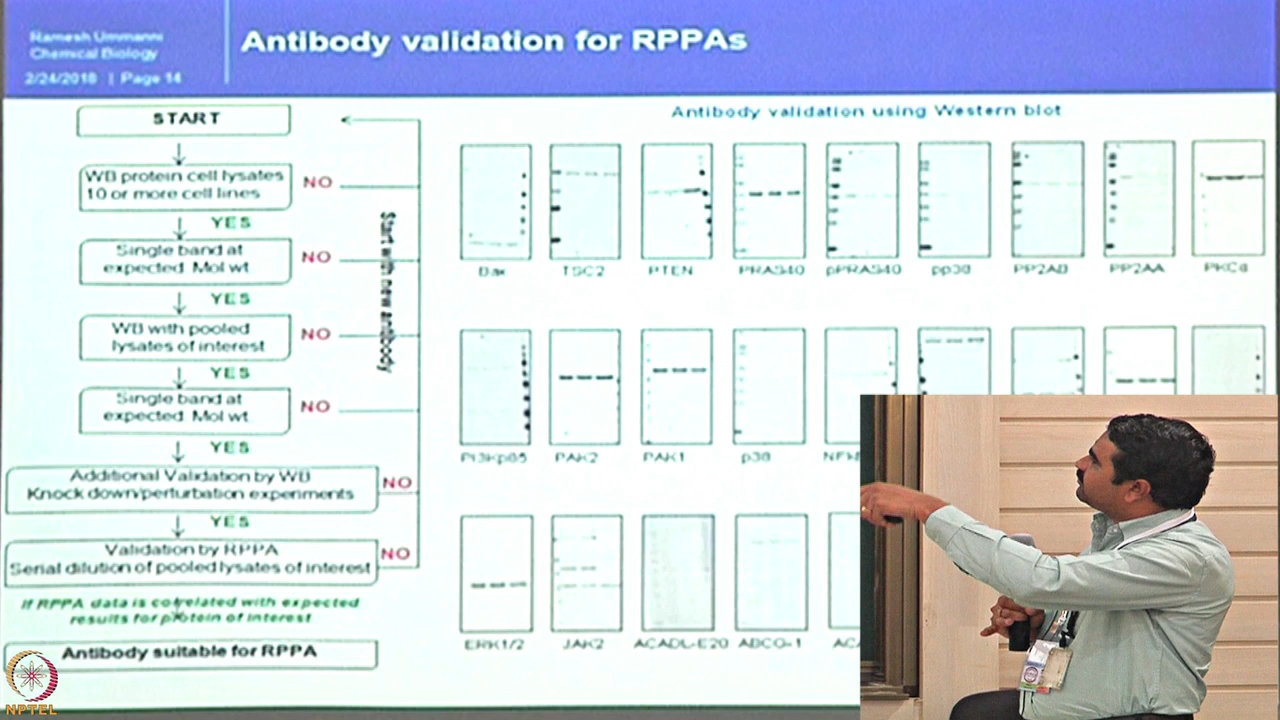 Ramesh Ummanni
Chemical Biology
2/24/2018 | Page 14
Antibody validation for RPPAs
START
WB protein cell lysates
10 or more cell lines
NO
YES
Single band at
expected Mol wt
NO
YES
WB with pooled
lysates of interest
NO
YES
Single band at
expected Mol wt
NO
YES
Additional Validation by WB
Knock down/perturbation experiments
NO
YES
Validation by RPPA
Serial dilution of pooled lysates of interest
NO
If RPPA data is correlated with expected
results for protein of interest
Antibody suitable for RPPA
Start with new antibody
Antibody validation using Western blot
Bax TSC2 PTEN PRAS40 pPRAS40 pp38 PP2AB PP2AA PKCα
PI3Kp85 PAK2 PAK1 p38
ERK1/2 JAK2 ACADL-E20 ABCG-1
NPTEL